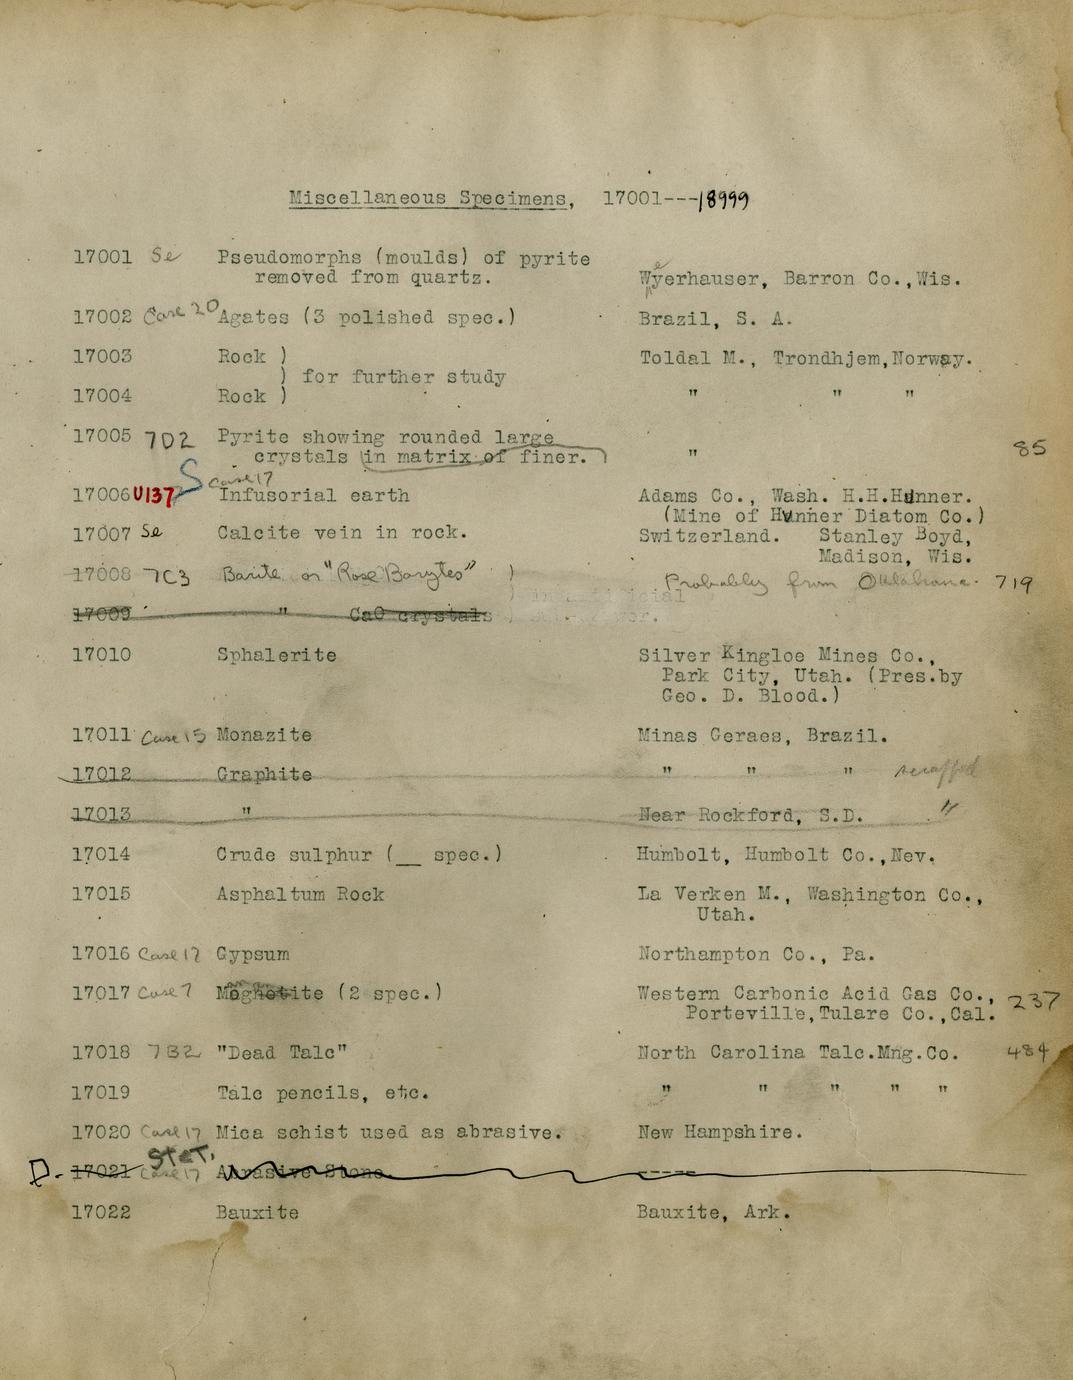 Miscellaneous Specimens, 17001---18999
17001 Se Pseudomorphs (moulds) of pyrite
removed from quartz. Wyerhauser, Barron Co.,Wis.
17002 Case 20 Agates (3 polished spec.) Brazil, S. A.
17003 Rock ) Toldal M., Trondhjem,Norway.
) for further study
17004 Rock ) " " "
17005 702 Pyrite showing rounded large
crystals (in matrix of finer.) " 85
S Case 17
17006 U137 Infusorial earth Adams Co., Wash. H.H.Hunner.
(Mine of Hunner Diatom Co.)
17007 Se Calcite vein in rock. Switzerland. Stanley Boyd,
Madison, Wis.
17008 7C3 Barite or "Rose Barytes" ) Probably from Oklahoma. 719
17009 " CaO crystals )
17010 Sphalerite Silver Kingloe Mines Co.,
Park City, Utah. (Pres.by
Geo. D. Blood.)
17011 Case 15 Monazite Minas Geraes, Brazil.
17012 Graphite " " " scrapped
17013 " Near Rockford, S.D. "
17014 Crude sulphur (__ spec.) Humbolt, Humbolt Co.,Nev.
17015 Asphaltum Rock La Verken M., Washington Co.,
Utah.
17016 Case 17 Gypsum Northampton Co., Pa.
17017 Case 7 Magnetite (2 spec.) Western Carbonic Acid Gas Co., 237
Porteville,Tulare Co.,Cal.
17018 7B2 "Dead Talc" North Carolina Talc.Mng.Co. 484
17019 Talc pencils, etc. " " " " "
17020 Case 17 Mica schist used as abrasive. New Hampshire.
D. 17021 Case 17 Abrasive Stone -----
17022 Bauxite Bauxite, Ark.